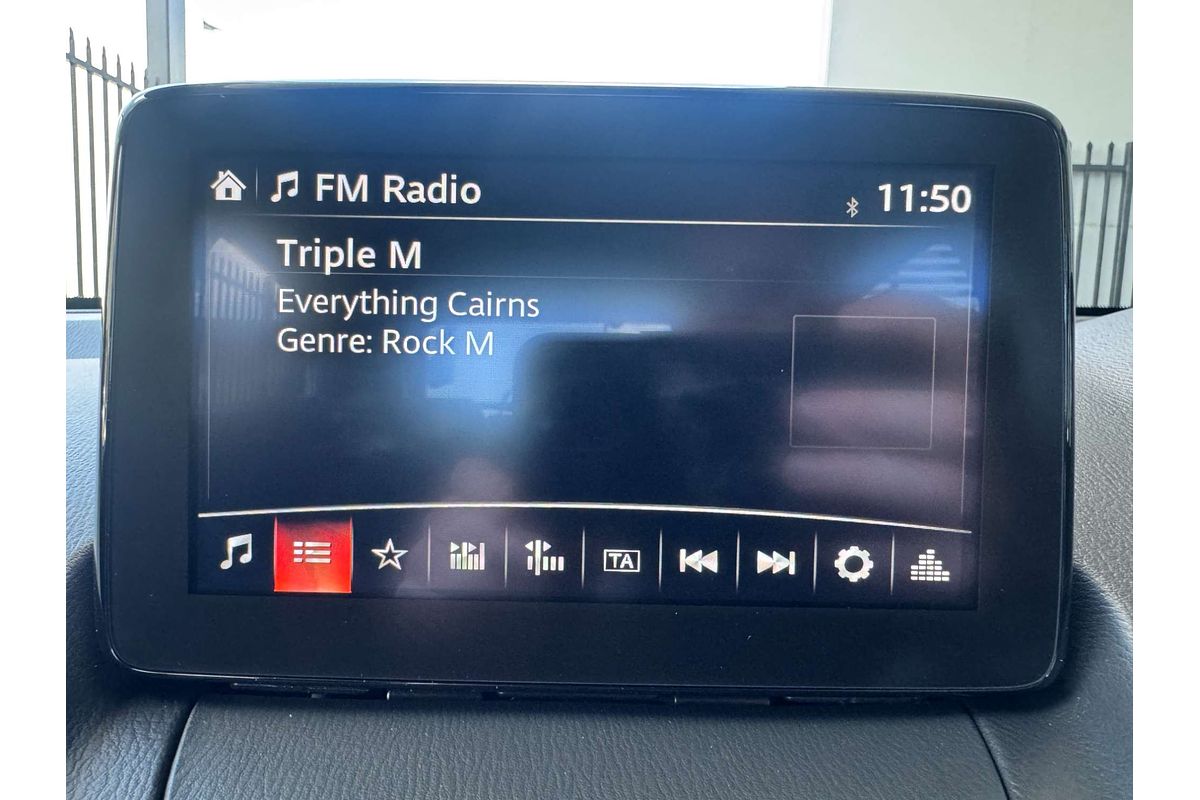 FM Radio
11:50
Triple M
Everything Cairns
Genre: Rock M
TA